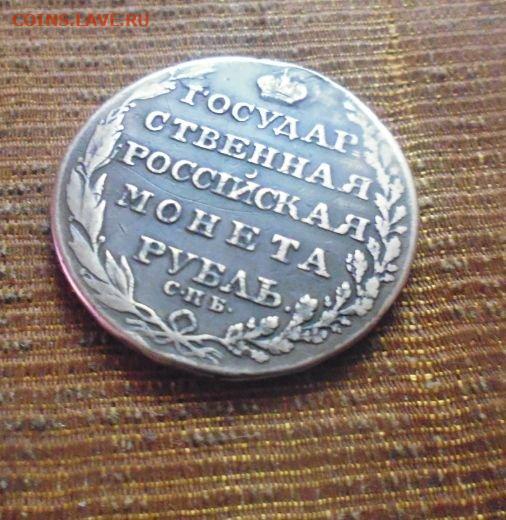 COINS.LAVE.RU
ГОСУДАР
СТВЕННАЯ
РОССІЙСКАЯ
МОНЕТА
РУБЛЬ.
С.П.Б.